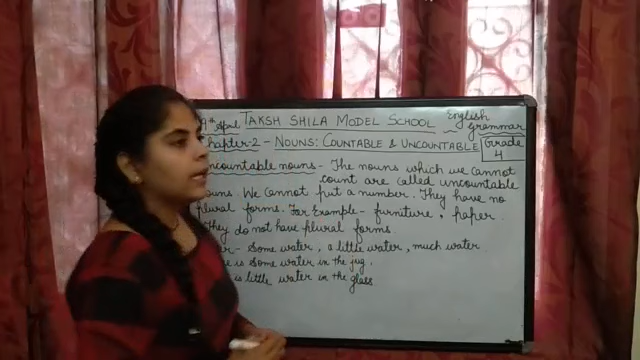 9th April TAKSH SHILA MODEL SCHOOL English grammar
Chapter-2 - NOUNS: COUNTABLE & UNCOUNTABLE Grade 4
ncountable nouns - The nouns which we cannot
count are called uncountable
nouns. We cannot put a number. They have no
plural forms. For Example - furniture, paper.
They do not have plural forms.
er - Some water, a little water, much water
e is some water in the jug.
is little water in the glass